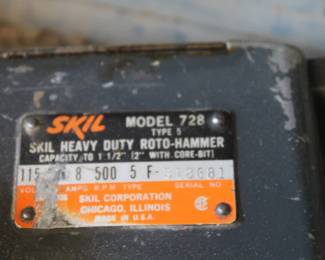 SKIL MODEL 728
TYPE 5
SKIL HEAVY DUTY ROTO-HAMMER
CAPACITY TO 1 1/2" (2" WITH CORE-BIT)
115 8 500 5 F-
VOLTS AMPS R.P.M TYPE SERIAL NO.
SKIL CORPORATION
CHICAGO, ILLINOIS
MADE IN U.S.A.